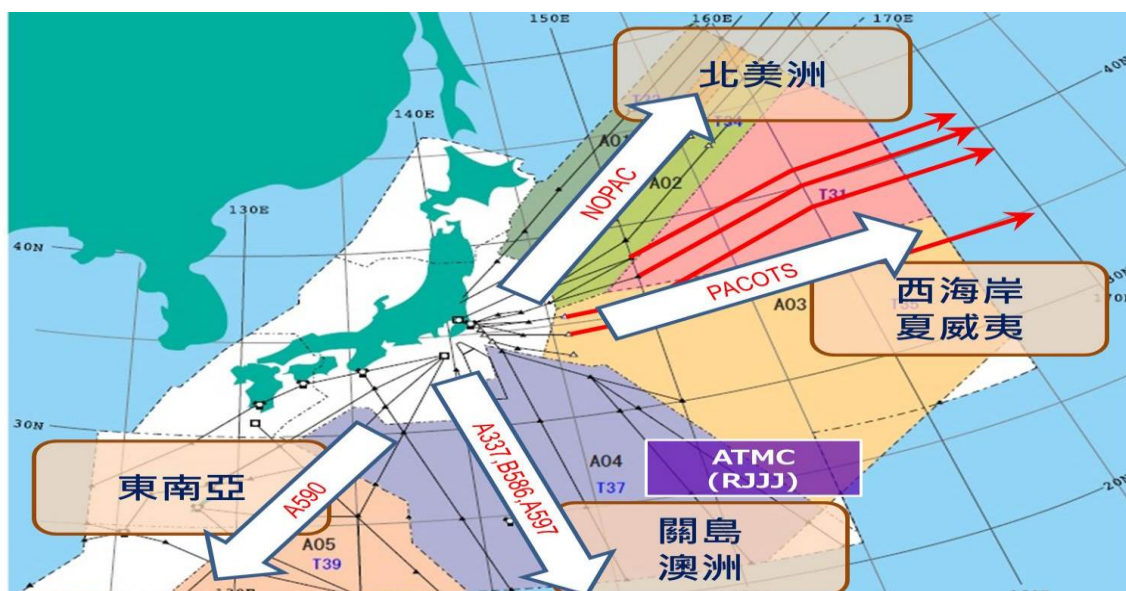 150E
160E
170E
北美洲
40N
T34
140E
A01
A02
NOPAC
T31
130E
40N
PACOTS
A03
西海岸
夏威夷
30N
A337,B586,A597
A04
ATMC
(RJJJ)
T37
東南亞
A590
20N
A05
T39
關島
澳洲
130E